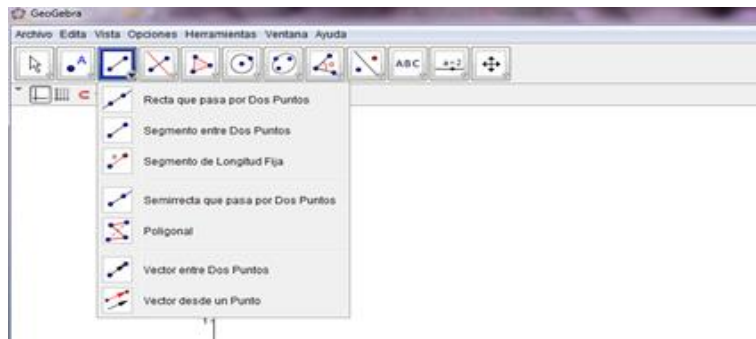 GeoGebra
Archivo Edita Vista Opciones Herramientas Ventana Ayuda
A ABC a=2
Recta que pasa por Dos Puntos
Segmento entre Dos Puntos
Segmento de Longitud Fija
Semirrecta que pasa por Dos Puntos
Poligonal
Vector entre Dos Puntos
Vector desde un Punto